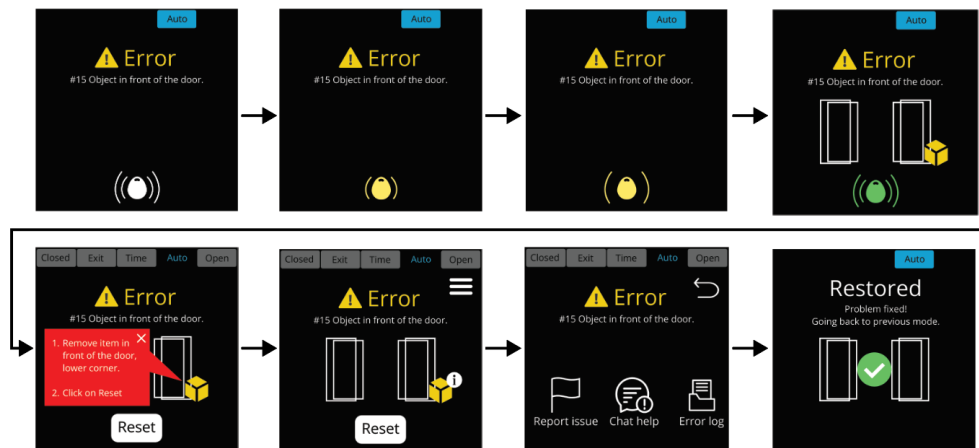 Auto
Error
#15 Object in front of the door.
Auto
Error
#15 Object in front of the door.
Auto
Error
#15 Object in front of the door.
Auto
Error
#15 Object in front of the door.
Closed Exit Time Auto Open
Error
#15 Object in front of the door.
1. Remove item in
front of the door,
lower corner.
2. Click on Reset
Reset
Closed Exit Time Auto Open
Error
#15 Object in front of the door.
Reset
Closed Exit Time Auto Open
Error
#15 Object in front of the door.
Report issue Chat help Error log
Auto
Restored
Problem fixed!
Going back to previous mode.